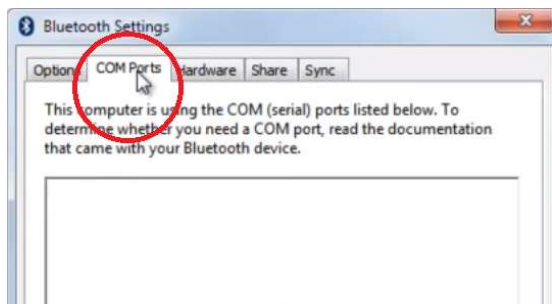 Bluetooth Settings
Options COM Ports Hardware Share Sync
This computer is using the COM (serial) ports listed below. To
determine whether you need a COM port, read the documentation
that came with your Bluetooth device.